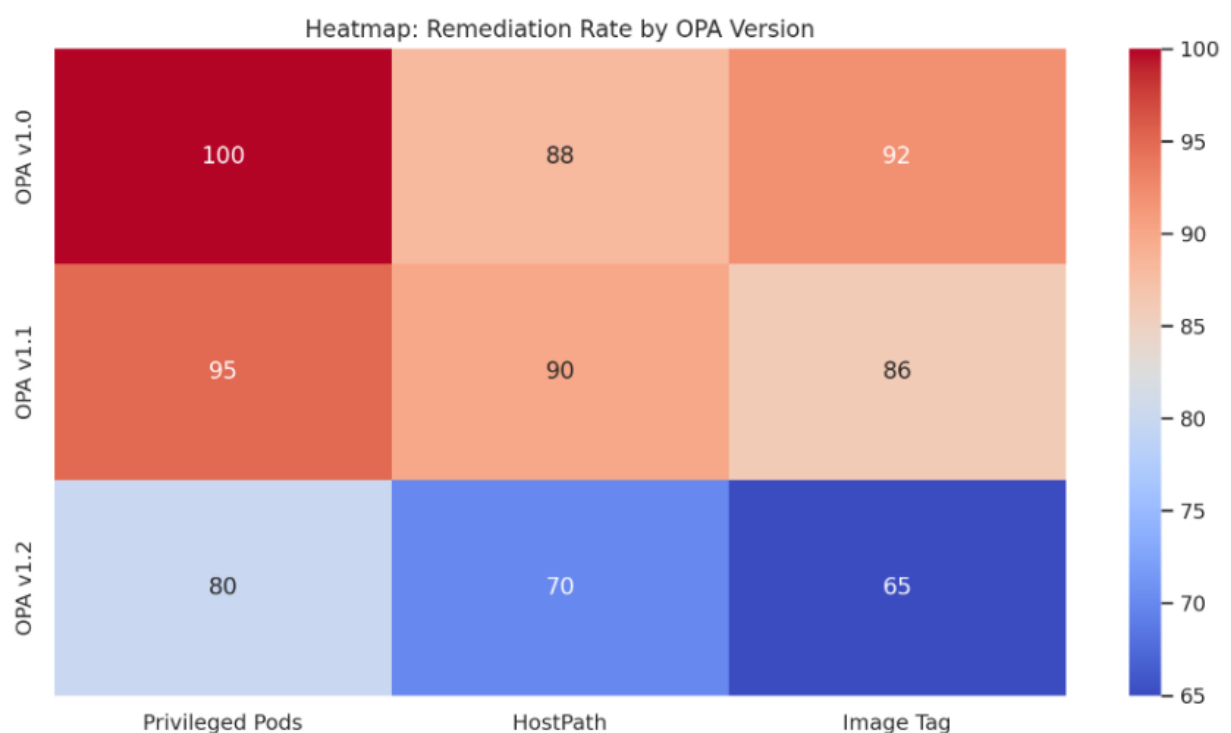 Heatmap: Remediation Rate by OPA Version
OPA v1.0
100
88
92
OPA v1.1
95
90
86
OPA v1.2
80
70
65
Privileged Pods
HostPath
Image Tag
100
95
90
85
80
75
70
65